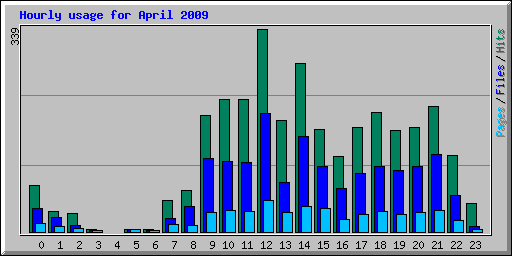 Hourly usage for April 2009
339
Pages / Files / Hits
0 1 2 3 4 5 6 7 8 9 10 11 12 13 14 15 16 17 18 19 20 21 22 23